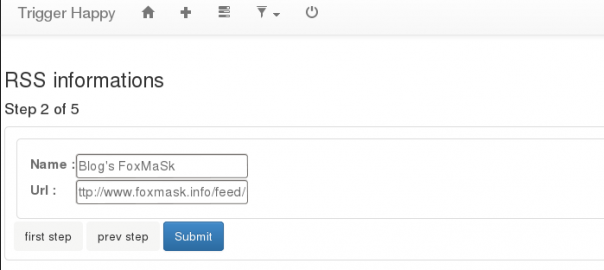 Trigger Happy
RSS informations
Step 2 of 5
Name : Blog's FoxMaSk
Url : ttp://www.foxmask.info/feed/
first step prev step Submit